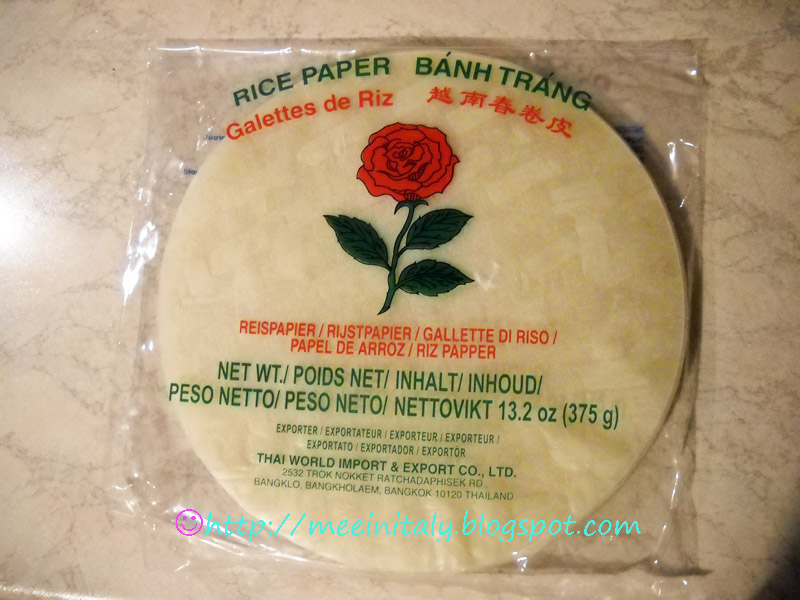 RICE PAPER BÁNH TRÁNG
Galettes de Riz 越南春卷皮
REISPAPIER / RIJSTPAPIER / GALLETTE DI RISO /
PAPEL DE ARROZ / RIZ PAPPER
NET WT./ POIDS NET/ INHALT/ INHOUD/
PESO NETTO/ PESO NETO/ NETTOVIKT 13.2 oz (375 g)
EXPORTER / EXPORTATEUR / EXPORTEUR / EXPORTEUR /
EXPORTATO / EXPORTADOR / EXPORTÖR
THAI WORLD IMPORT & EXPORT CO., LTD.
2532 TROK NOKKET RATCHADAPHISEK RD.
BANGKLO, BANGKHOLAEM, BANGKOK 10120 THAILAND
http://meeinitaly.blogspot.com